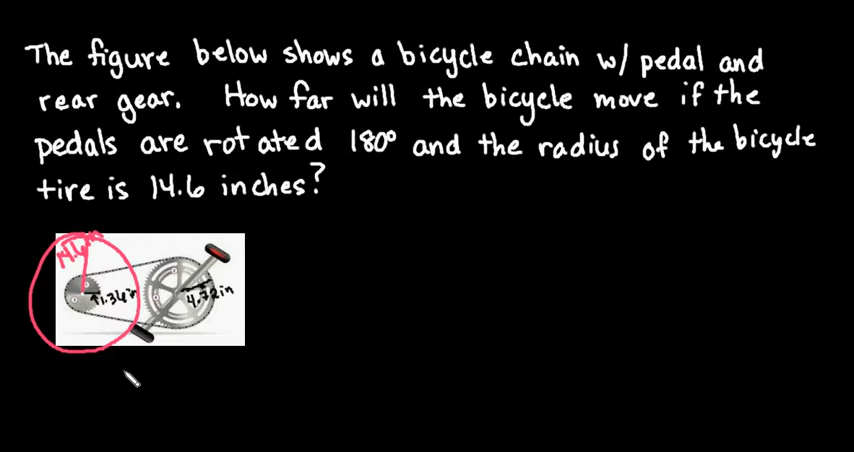 The figure below shows a bicycle chain w/ pedal and
rear gear. How far will the bicycle move if the
pedals are rotated 180° and the radius of the bicycle
tire is 14.6 inches?
14.6 in
1.36 in
4.72 in